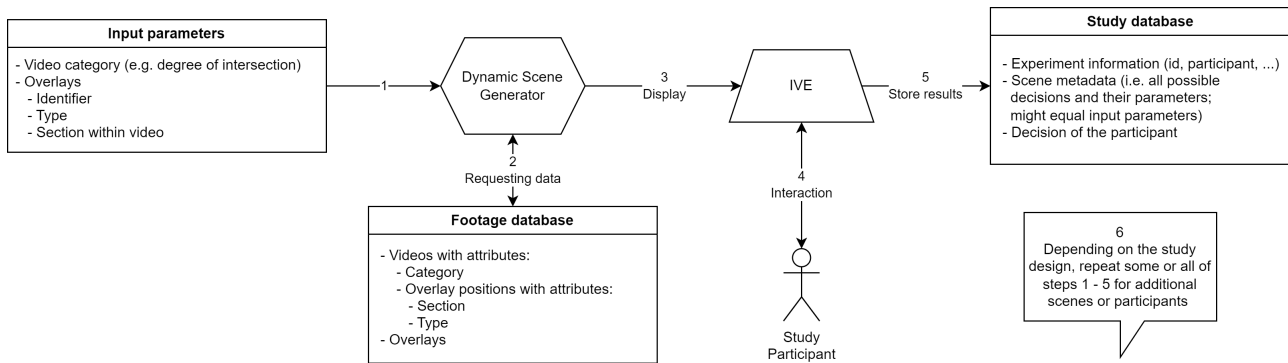 Input parameters
- Video category (e.g. degree of intersection)
- Overlays
- Identifier
- Type
- Section within video
1
Dynamic Scene
Generator
2
Requesting data
Footage database
- Videos with attributes:
- Category
- Overlay positions with attributes:
- Section
- Type
- Overlays
3
Display
IVE
4
Interaction
Study
Participant
5
Store results
Study database
- Experiment information (id, participant, ...)
- Scene metadata (i.e. all possible
decisions and their parameters;
might equal input parameters)
- Decision of the participant
6
Depending on the study
design, repeat some or all of
steps 1 - 5 for additional
scenes or participants